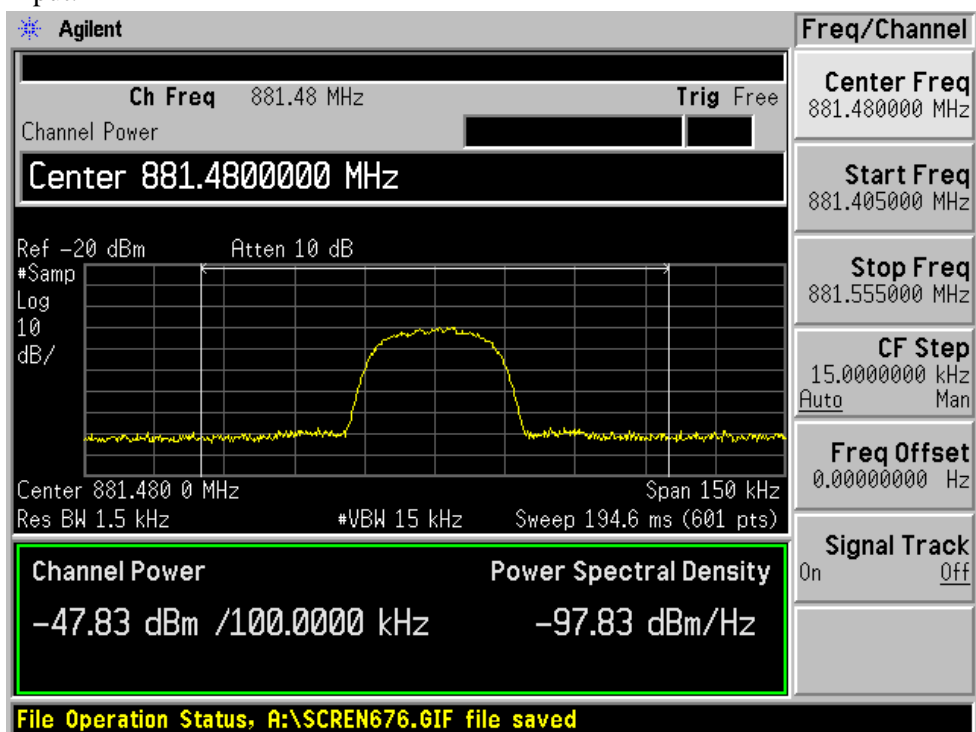 Agilent
Freq/Channel
Ch Freq 881.48 MHz Trig Free
Channel Power
Center 881.4800000 MHz
Ref -20 dBm Atten 10 dB
#Samp
Log
10
dB/
Center 881.480 0 MHz Span 150 kHz
Res BW 1.5 kHz #VBW 15 kHz Sweep 194.6 ms (601 pts)
Channel Power Power Spectral Density
-47.83 dBm /100.0000 kHz -97.83 dBm/Hz
File Operation Status, A:\SCREN676.GIF file saved
Center Freq
881.480000 MHz
Start Freq
881.405000 MHz
Stop Freq
881.555000 MHz
CF Step
15.0000000 kHz
Auto Man
Freq Offset
0.00000000 Hz
Signal Track
On Off